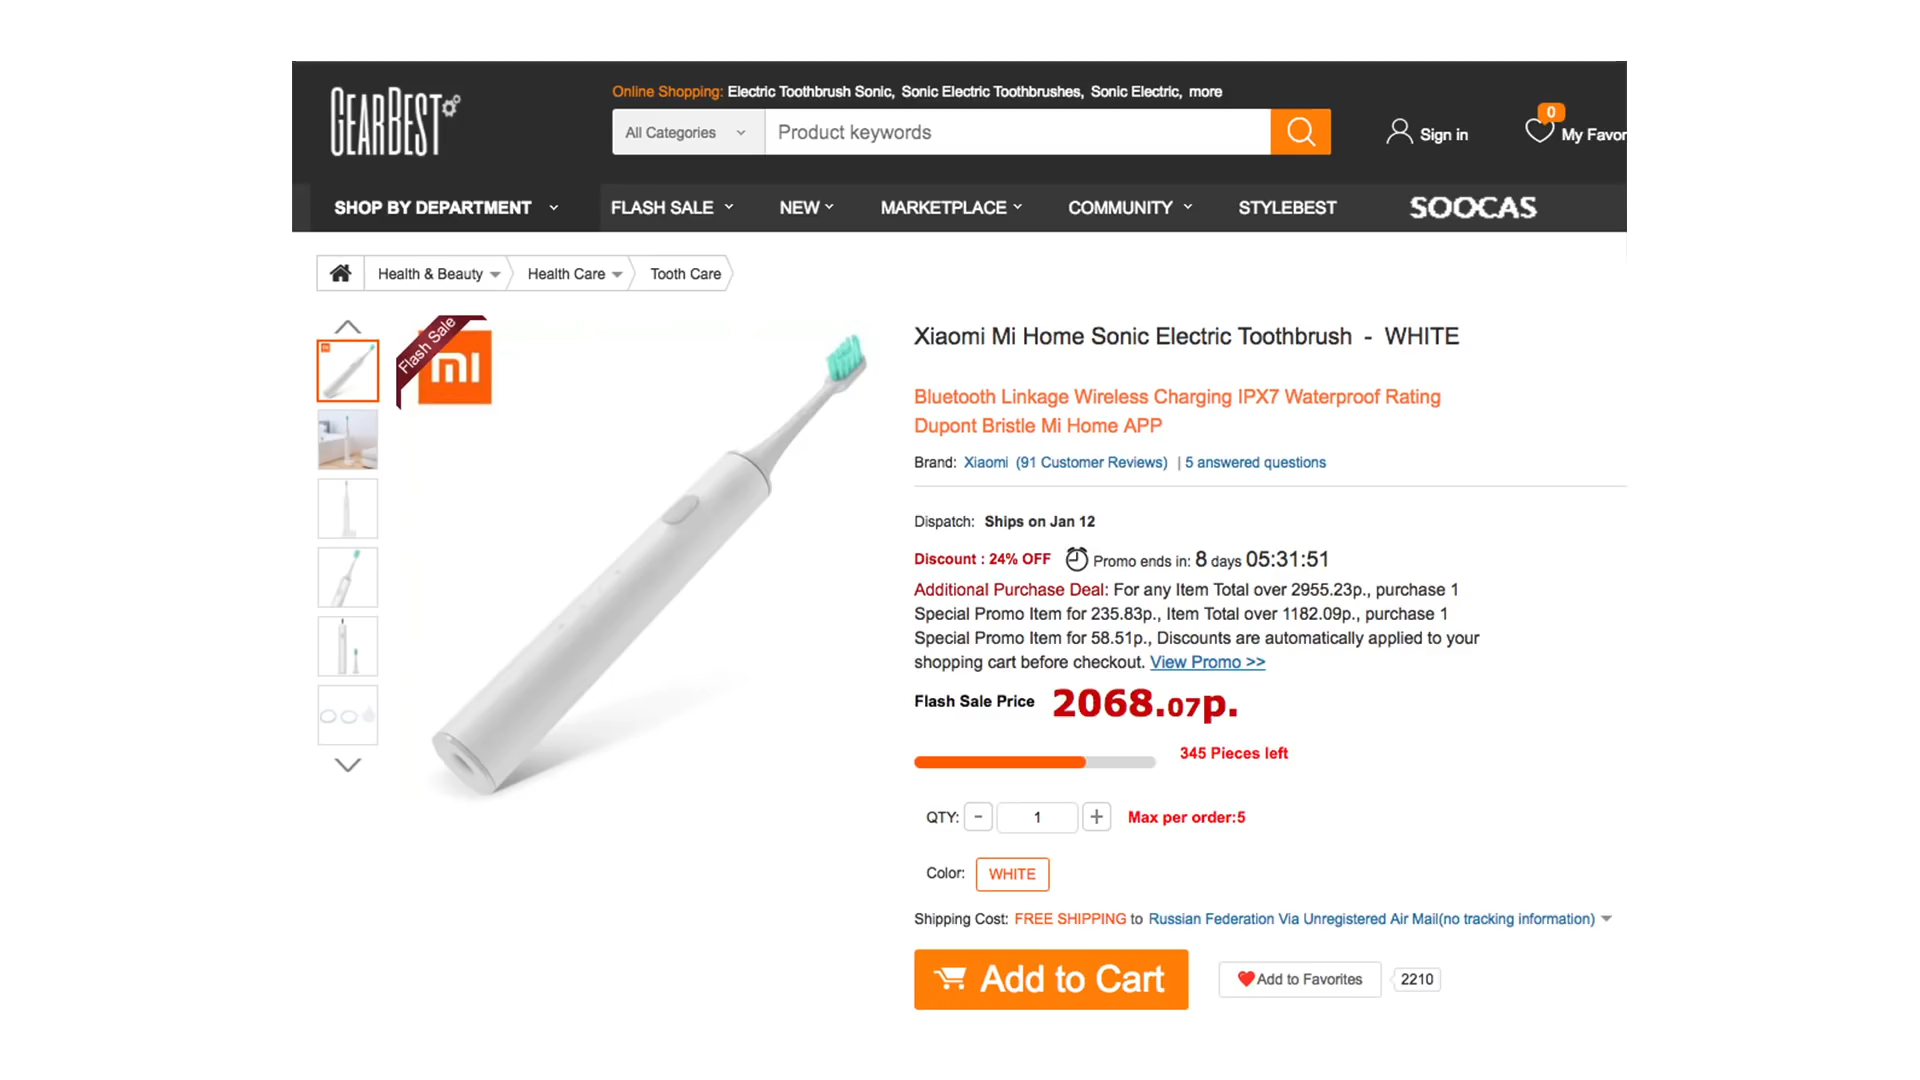 GEARBEST
Online Shopping: Electric Toothbrush Sonic, Sonic Electric Toothbrushes, Sonic Electric, more
All Categories
Product keywords
Sign in
0
My Favor
SHOP BY DEPARTMENT
FLASH SALE
NEW
MARKETPLACE
COMMUNITY
STYLEBEST
SOOCAS
Health & Beauty
Health Care
Tooth Care
Flash Sale
mi
Xiaomi Mi Home Sonic Electric Toothbrush - WHITE
Bluetooth Linkage Wireless Charging IPX7 Waterproof Rating
Dupont Bristle Mi Home APP
Brand: Xiaomi (91 Customer Reviews) | 5 answered questions
Dispatch: Ships on Jan 12
Discount : 24% OFF Promo ends in: 8 days 05:31:51
Additional Purchase Deal: For any Item Total over 2955.23р., purchase 1
Special Promo Item for 235.83р., Item Total over 1182.09р., purchase 1
Special Promo Item for 58.51р., Discounts are automatically applied to your
shopping cart before checkout. View Promo >>
Flash Sale Price 2068.07р.
345 Pieces left
QTY: - 1 + Max per order:5
Color: WHITE
Shipping Cost: FREE SHIPPING to Russian Federation Via Unregistered Air Mail(no tracking information)
Add to Cart
Add to Favorites
2210